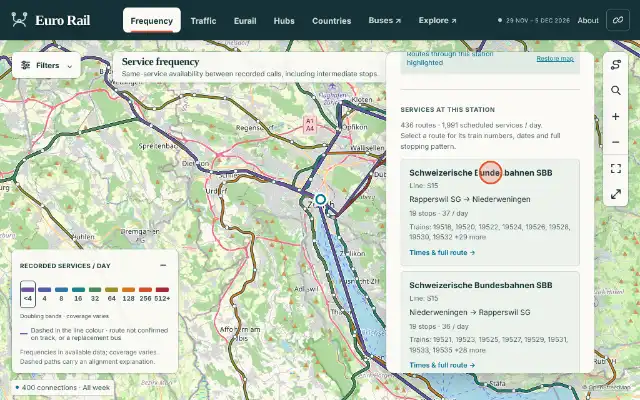 Euro Rail
Frequency
Traffic
Eurail
Hubs
Countries
Buses ↗
Explore ↗
29 NOV – 5 DEC 2026
About
Filters
Service frequency
Same-service availability between recorded calls, including intermediate stops.
Routes through this station highlighted
Restore map
SERVICES AT THIS STATION
436 routes · 1,991 scheduled services / day.
Select a route for its train numbers, dates and full
stopping pattern.
Schweizerische Bundesbahnen SBB
Line: S15
Rapperswil SG → Niederweningen
19 stops · 37 / day
Trains: 19518, 19520, 19522, 19524, 19526, 19528,
19530, 19532 +29 more
Times & full route →
Schweizerische Bundesbahnen SBB
Line: S15
Niederweningen → Rapperswil SG
19 stops · 36 / day
Trains: 19521, 19523, 19525, 19527, 19529, 19531,
19533, 19535 +28 more
Times & full route →
Kloten
Opfikon
A1
A4
Regensdorf
Wallisellen
Spreitenbach
Dietikon
Urdorf
Bremgarten
Zollikon
Adliswil
Affoltern am
Albis
Stäfa
RECORDED SERVICES / DAY
<4
4
8
16
32
64
128
256
512+
Doubling bands · coverage varies
Dashed in the line colour · route not confirmed
on track, or a replacement bus
Frequencies in available data; coverage varies.
Dashed paths carry an alignment explanation.
400 connections · All week
© OpenStreetMap